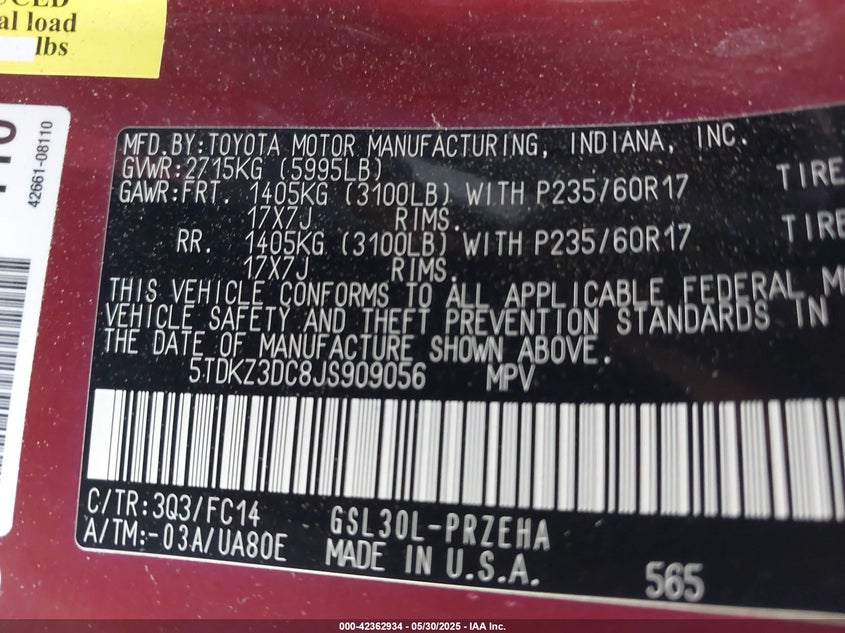 al load
lbs
42661-08110
MFD.BY:TOYOTA MOTOR MANUFACTURING, INDIANA, INC.
GVWR:2715KG (5995LB)
GAWR:FRT. 1405KG (3100LB) WITH P235/60R17 TIRE
17X7J RIMS.
RR. 1405KG (3100LB) WITH P235/60R17 TIRE
17X7J RIMS.
THIS VEHICLE CONFORMS TO ALL APPLICABLE FEDERAL M
VEHICLE SAFETY AND THEFT PREVENTION STANDARDS IN
THE DATE OF MANUFACTURE SHOWN ABOVE.
5TDKZ3DC8JS909056 MPV
C/TR:3Q3/FC14
A/TM:-03A/UA80E
GSL30L-PRZEHA
MADE IN U.S.A.
565
000-42362934 - 05/30/2025 - IAA Inc.